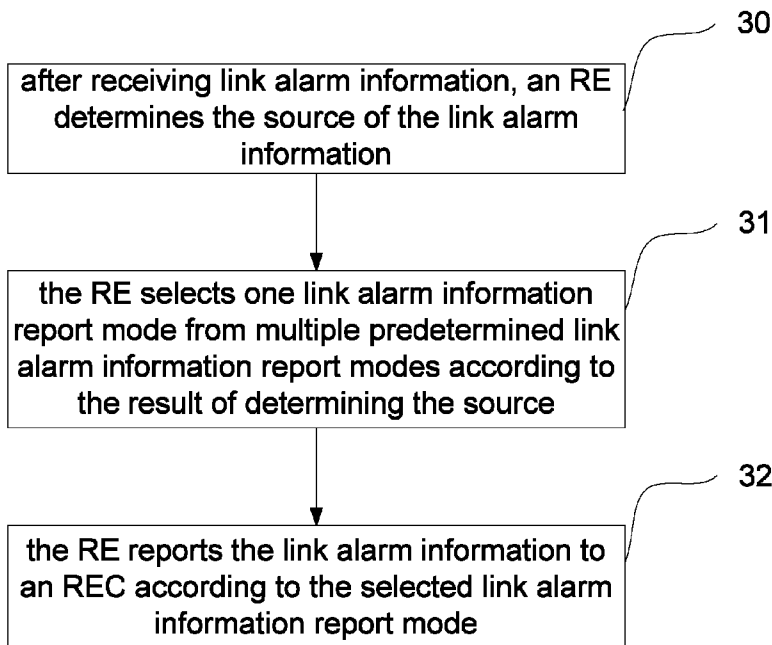 30
after receiving link alarm information, an RE
determines the source of the link alarm
information
31
the RE selects one link alarm information
report mode from multiple predetermined link
alarm information report modes according to
the result of determining the source
32
the RE reports the link alarm information to
an REC according to the selected link alarm
information report mode